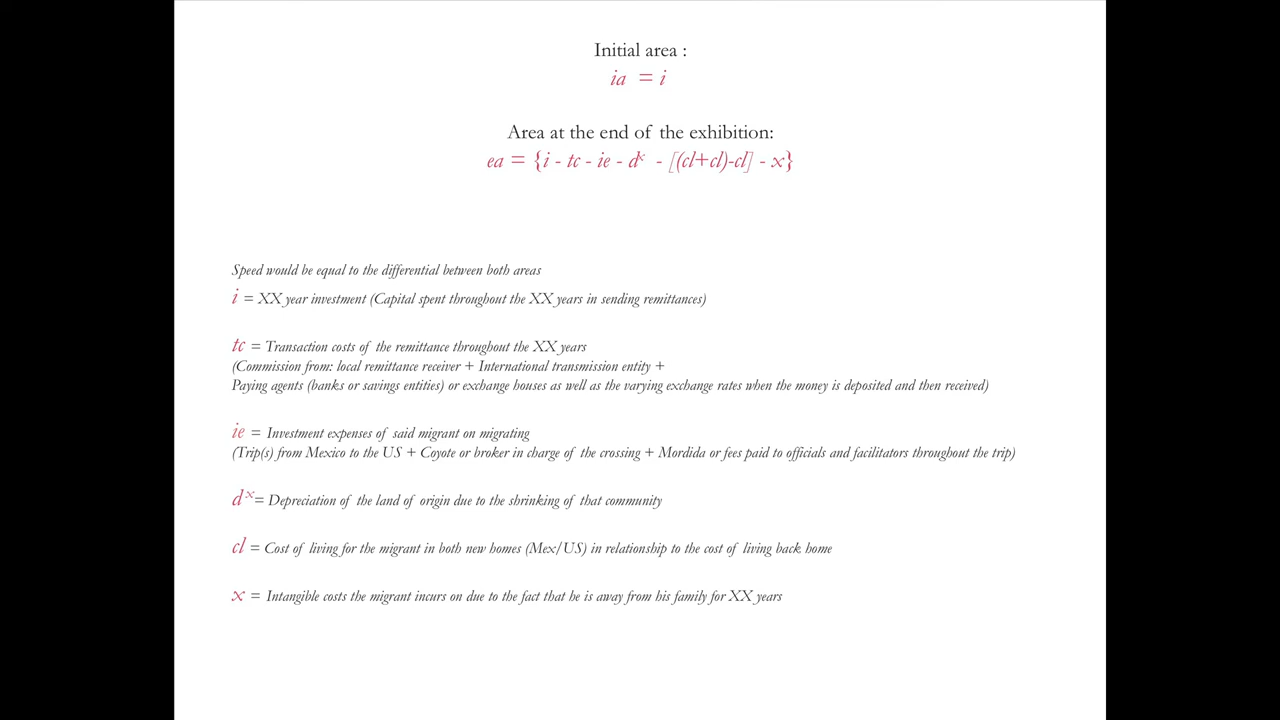 Initial area :
ia = i
Area at the end of the exhibition:
ea = {i - tc - ie - dˣ - [(cl+cl)-cl] - x}
Speed would be equal to the differential between both areas
i = XX year investment (Capital spent throughout the XX years in sending remittances)
tc = Transaction costs of the remittance throughout the XX years
(Commission from: local remittance receiver + International transmission entity +
Paying agents (banks or savings entities) or exchange houses as well as the varying exchange rates when the money is deposited and then received)
ie = Investment expenses of said migrant on migrating
(Trip(s) from Mexico to the US + Coyote or broker in charge of the crossing + Mordida or fees paid to officials and facilitators throughout the trip)
dˣ= Depreciation of the land of origin due to the shrinking of that community
cl = Cost of living for the migrant in both new homes (Mex/US) in relationship to the cost of living back home
x = Intangible costs the migrant incurs on due to the fact that he is away from his family for XX years